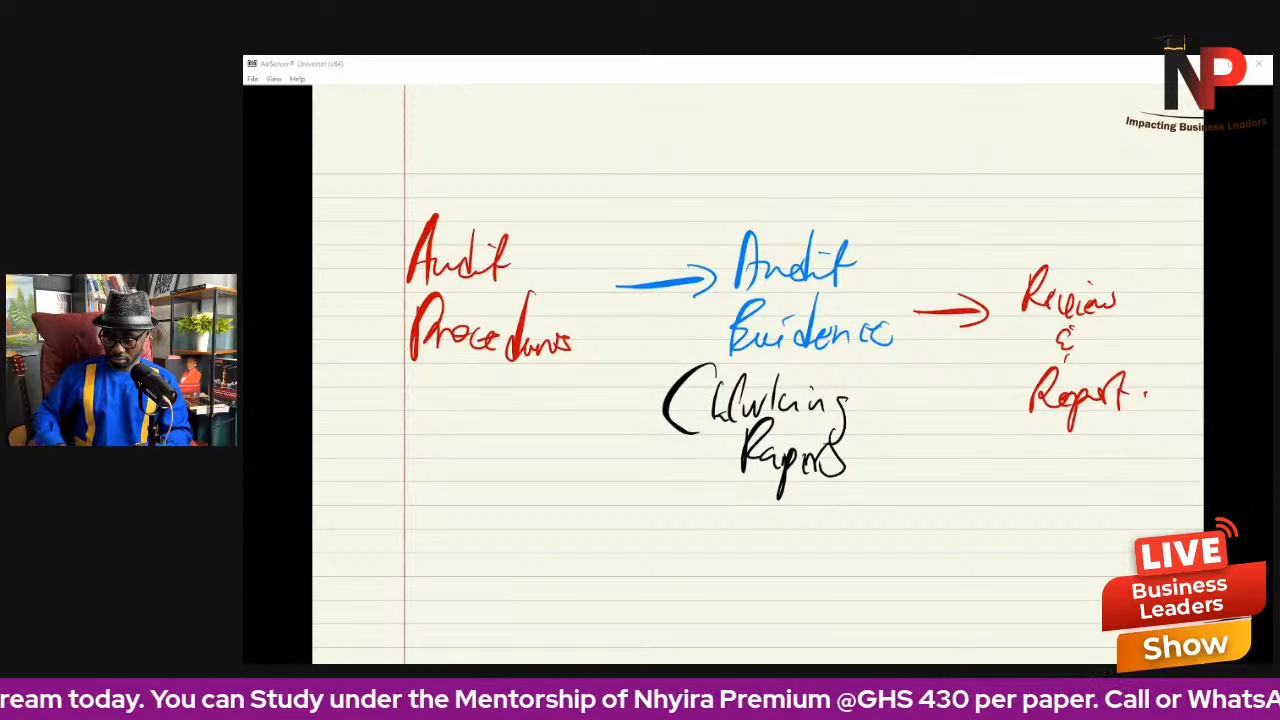 AirServer® Universal (x64)
File View Help
NP
Impacting Business Leaders
Audit
Procedures
Audit
Evidence
(Working
Papers
Review
&
Report.
LIVE
Business
Leaders
Show
ream today. You can Study under the Mentorship of Nhyira Premium @GHS 430 per paper. Call or WhatsA